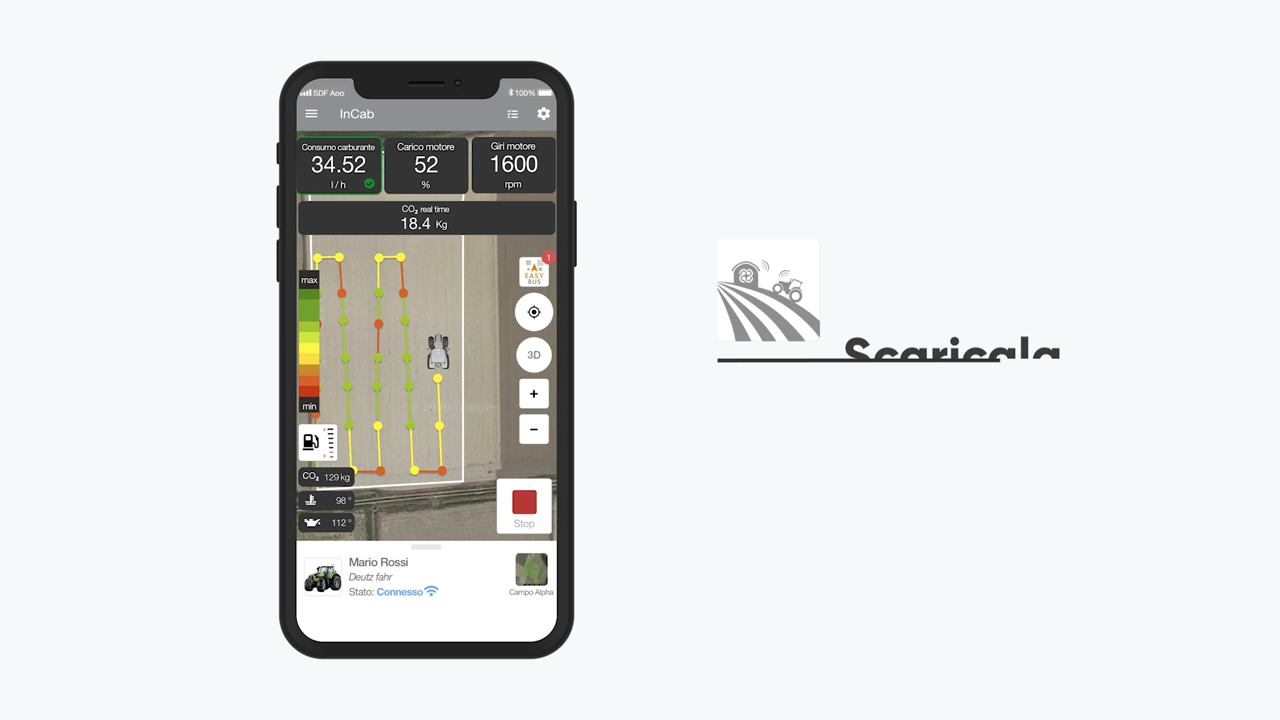 SDF App
100%
InCab
Consumo carburante
34.52
l / h
Carico motore
52
%
Giri motore
1600
rpm
CO₂ real time
18.4 Kg
max
min
1
EASY
BUS
3D
+
−
CO₂ 129 kg
98 °
112 °
Stop
Mario Rossi
Deutz fahr
Stato: Connesso
Campo Alpha
Scaricala